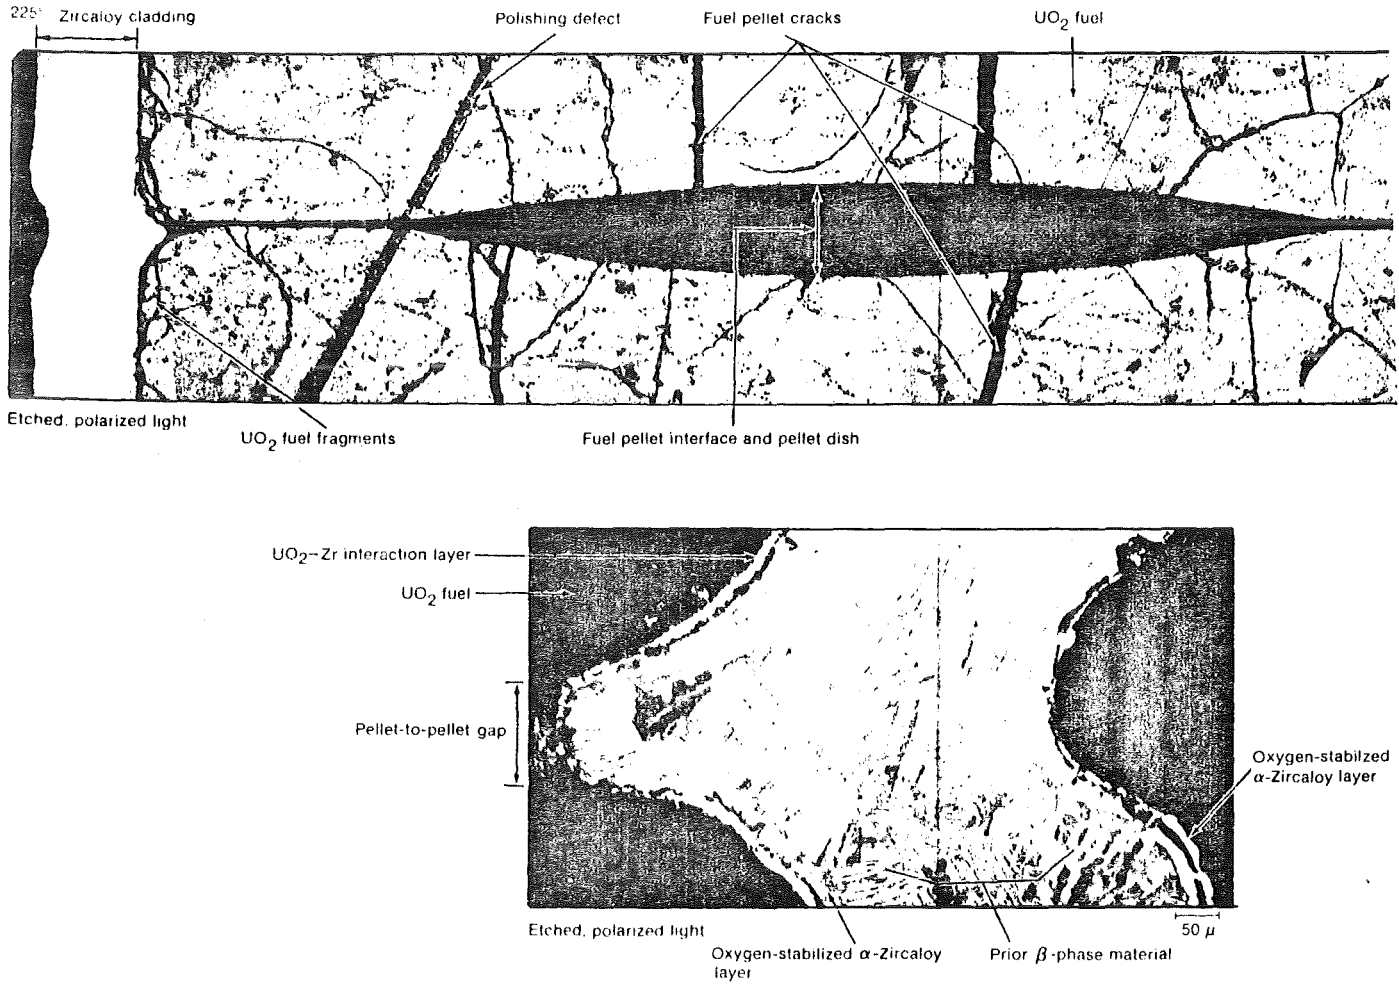 225° Zircaloy cladding
Polishing defect
Fuel pellet cracks
UO2 fuel
Etched, polarized light
UO2 fuel fragments
Fuel pellet interface and pellet dish
UO2–Zr interaction layer
UO2 fuel
Pellet-to-pellet gap
Oxygen-stabilzed
α-Zircaloy layer
Etched, polarized light
50 μ
Oxygen-stabilized α-Zircaloy
layer
Prior β-phase material